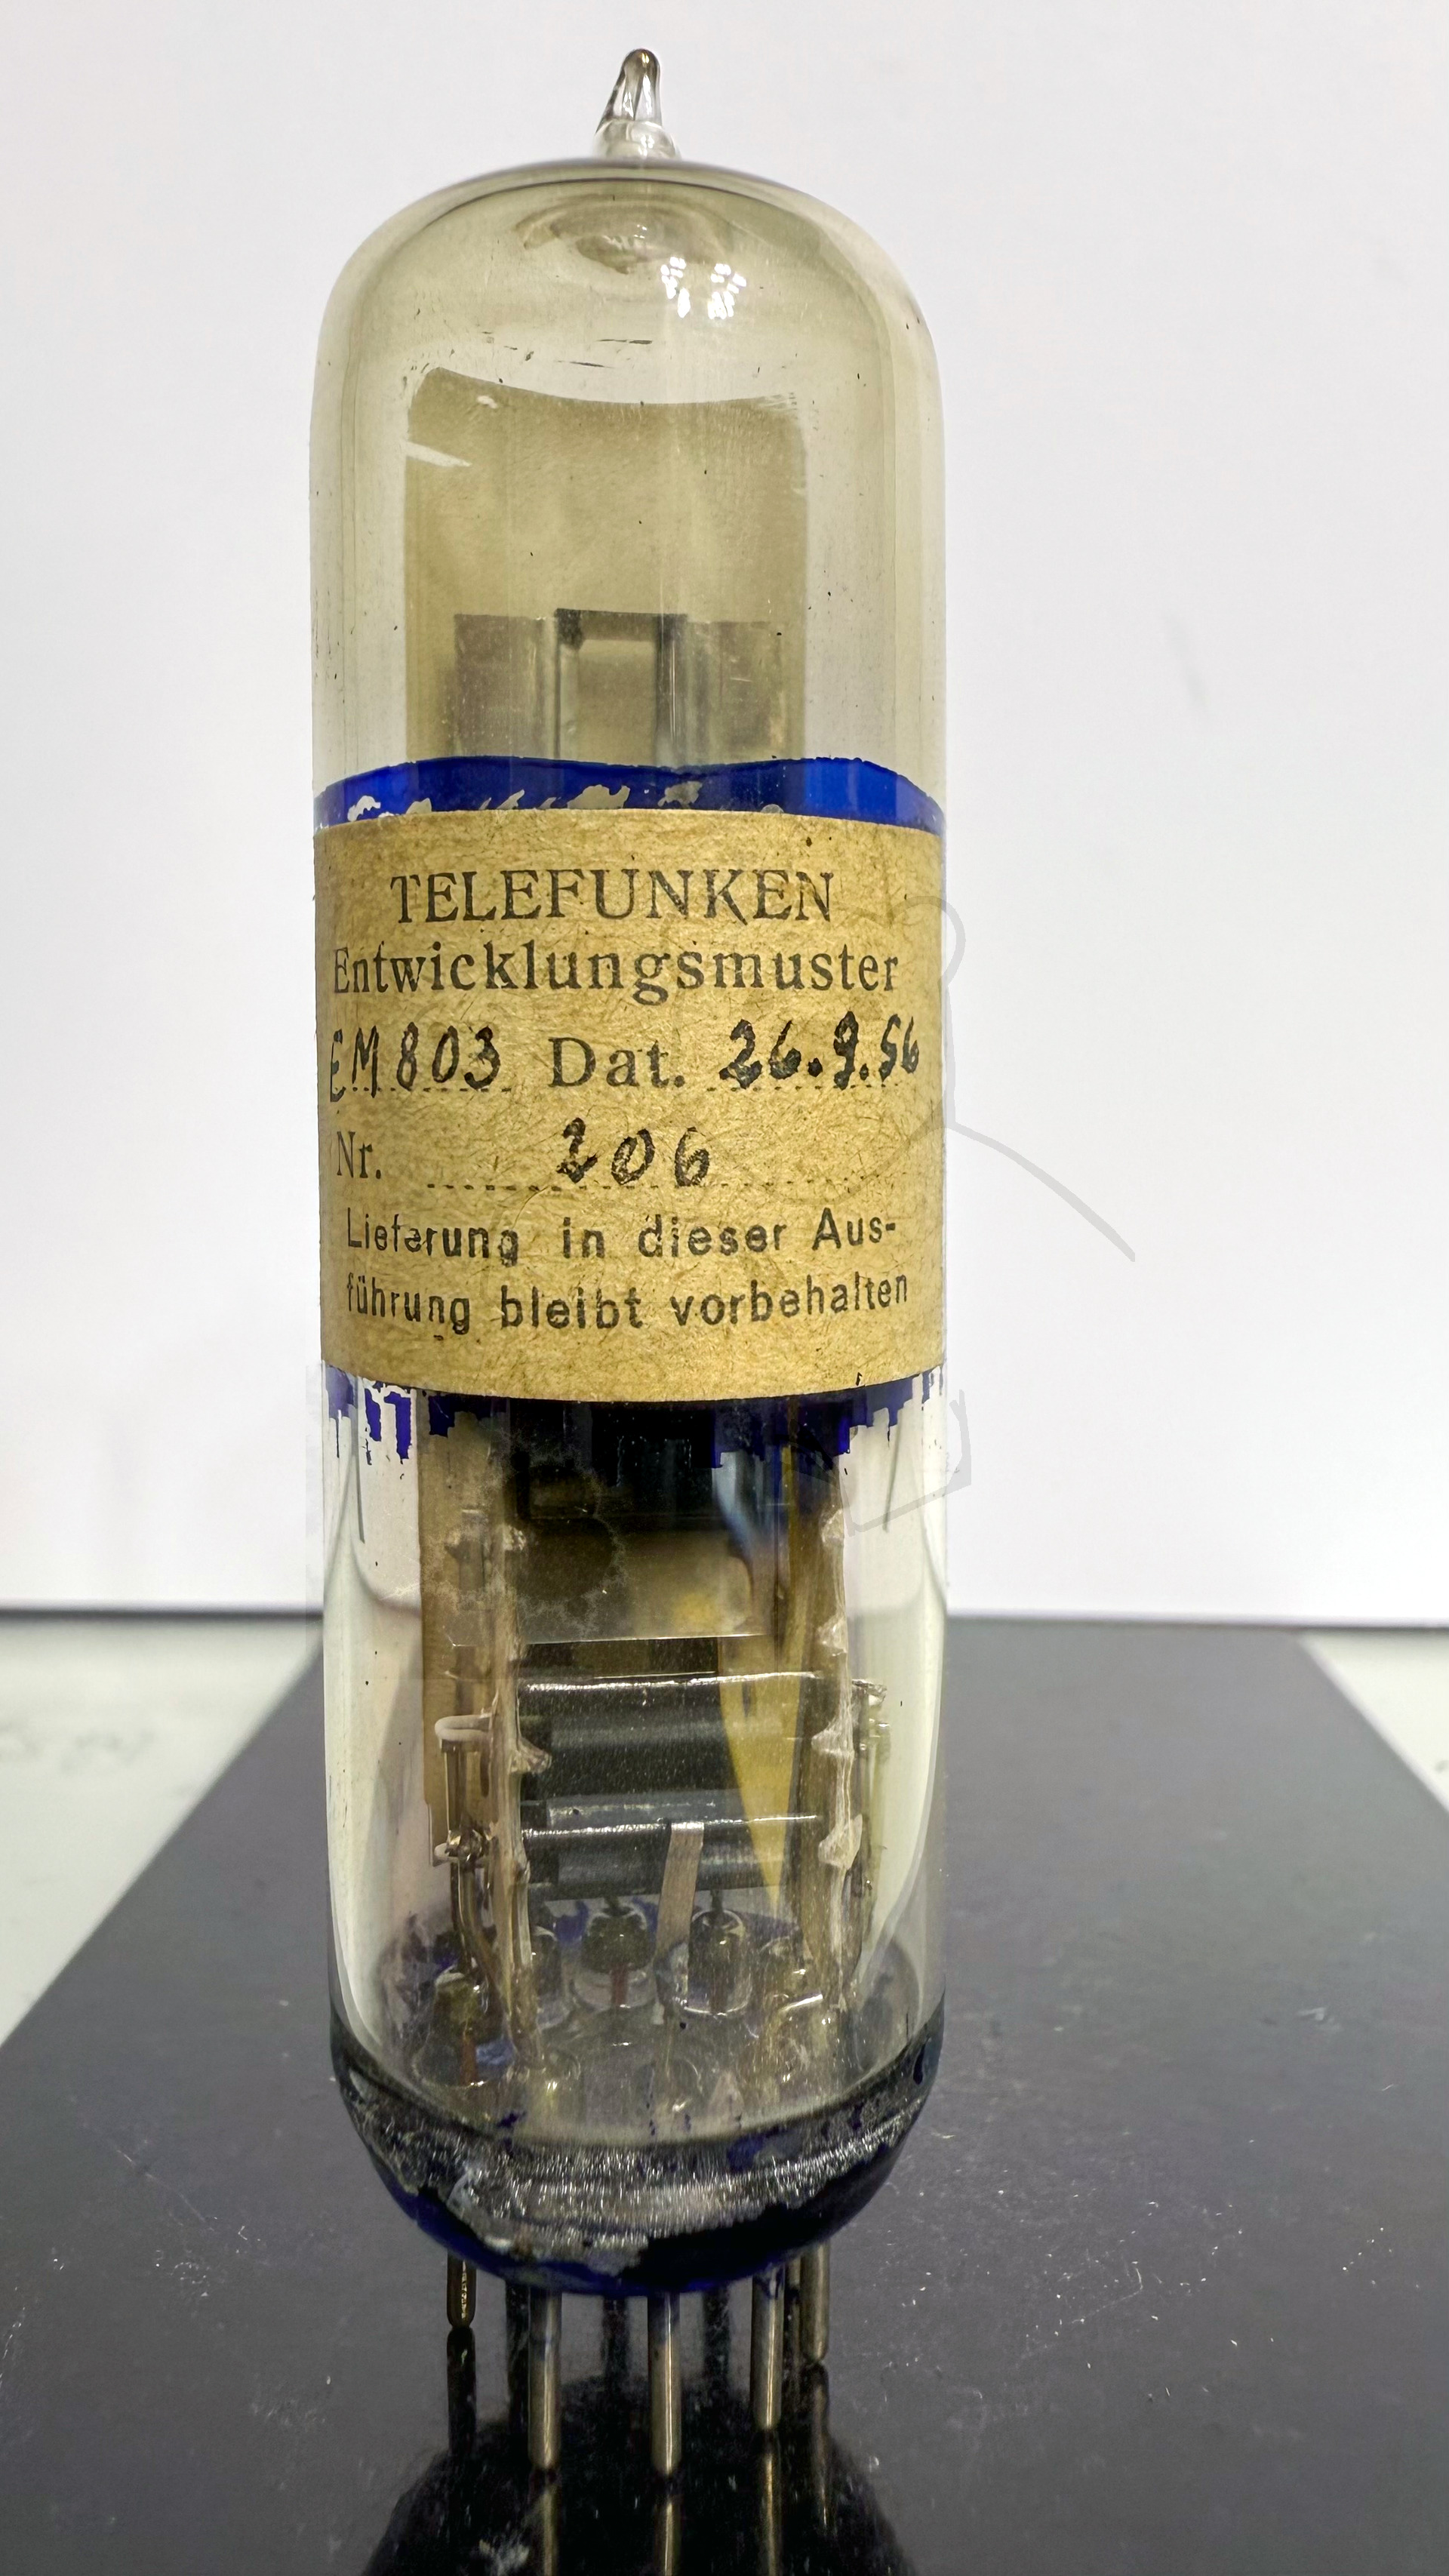 TELEFUNKEN
Entwicklungsmuster
EM803 Dat. 26.9.56
Nr. 206
Lieferung in dieser Aus-
führung bleibt vorbehalten